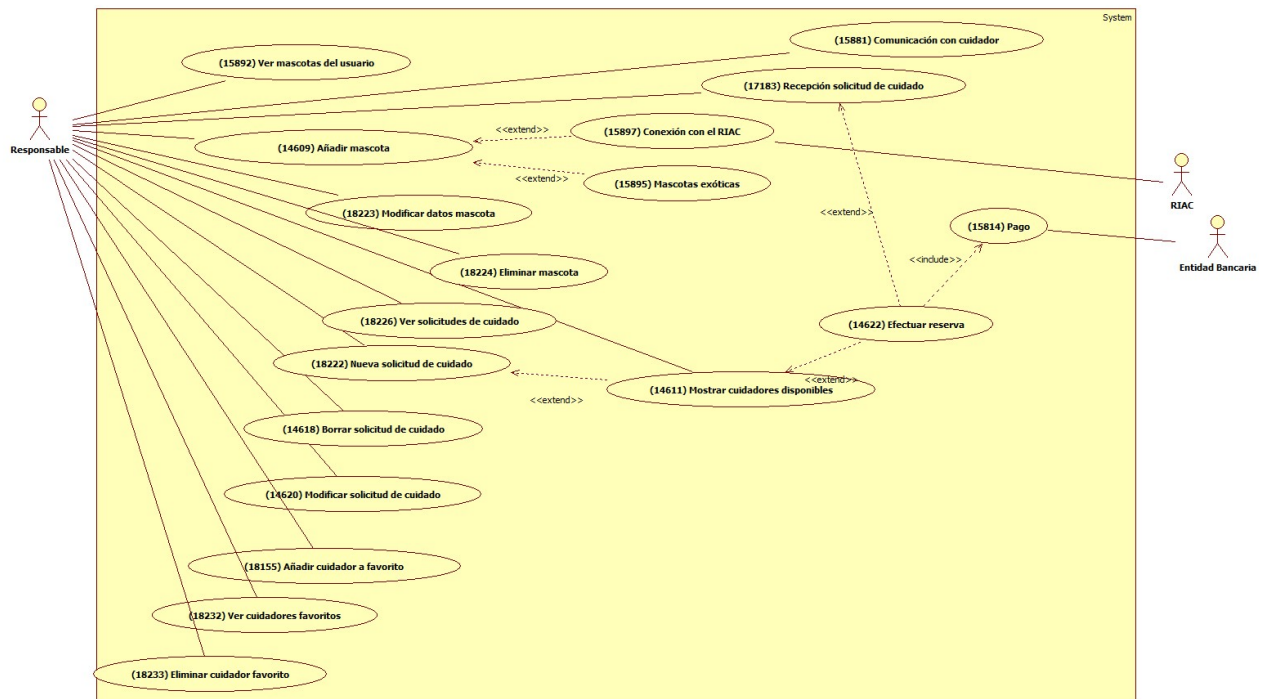 System
(15881) Comunicación con cuidador
(15892) Ver mascotas del usuario
(17183) Recepción solicitud de cuidado
Responsable
<<extend>>
(15897) Conexión con el RIAC
(14609) Añadir mascota
<<extend>>
(15895) Mascotas exóticas
RIAC
(18223) Modificar datos mascota
<<extend>>
(15814) Pago
<<include>>
Entidad Bancaria
(18224) Eliminar mascota
(18226) Ver solicitudes de cuidado
(14622) Efectuar reserva
(18222) Nueva solicitud de cuidado
<<extend>>
(14611) Mostrar cuidadores disponibles
<<extend>>
(14618) Borrar solicitud de cuidado
(14620) Modificar solicitud de cuidado
(18155) Añadir cuidador a favorito
(18232) Ver cuidadores favoritos
(18233) Eliminar cuidador favorito